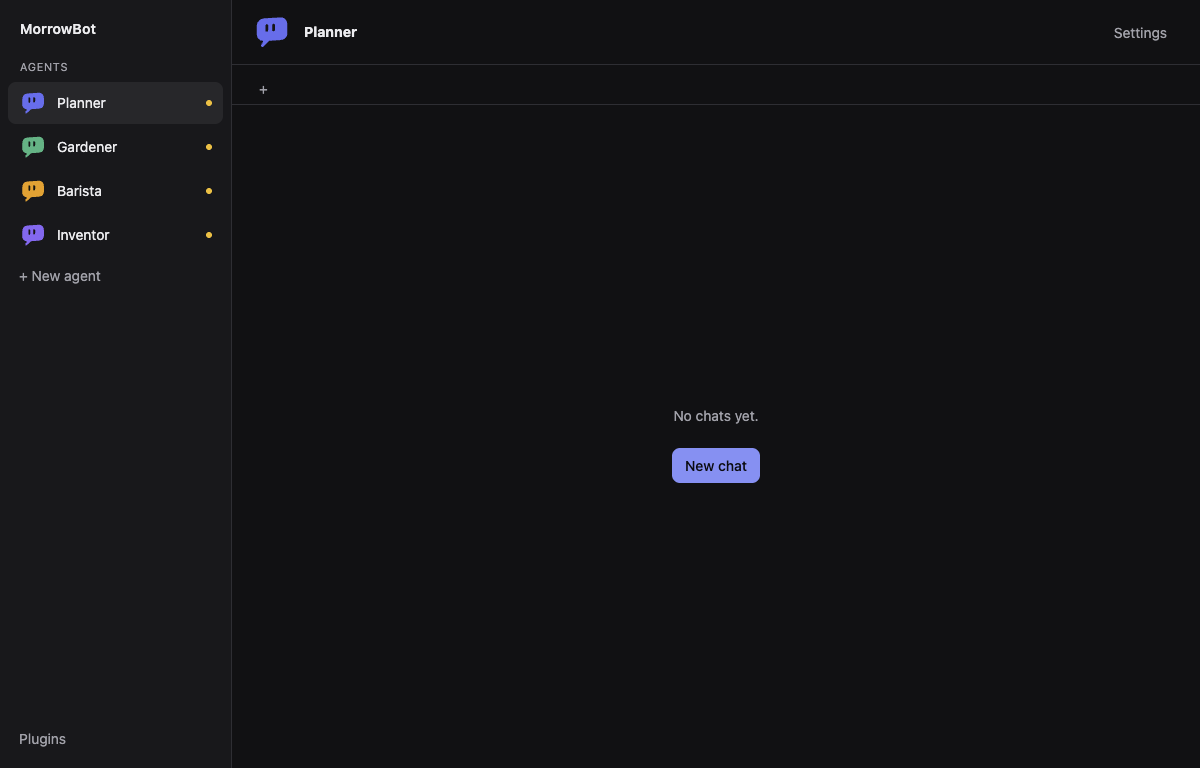 MorrowBot
AGENTS
Planner
Gardener
Barista
Inventor
+ New agent
Plugins
Planner
Settings
+
No chats yet.
New chat